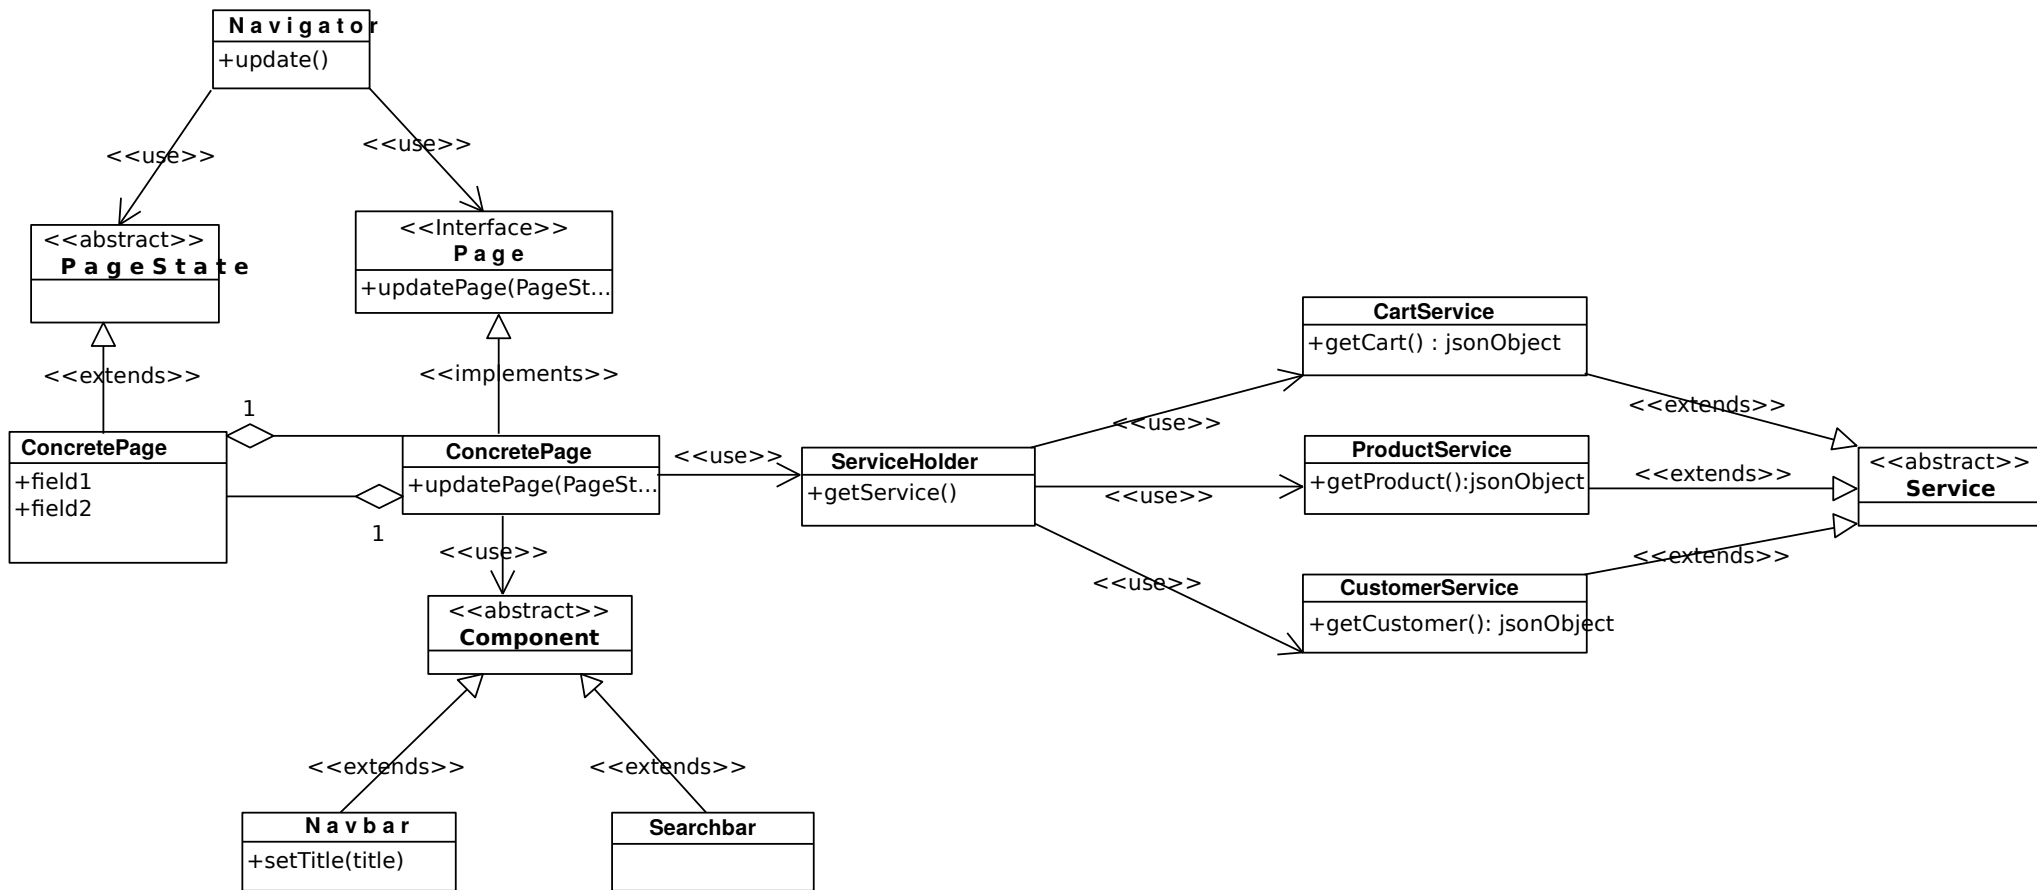 Navigator
+update()
<<use>>
<<use>>
<<abstract>>
PageState
<<Interface>>
Page
+updatePage(PageSt...
<<extends>>
<<implements>>
1
ConcretePage
+field1
+field2
ConcretePage
+updatePage(PageSt...
1
<<use>>
<<use>>
<<abstract>>
Component
<<extends>>
<<extends>>
Navbar
+setTitle(title)
Searchbar
ServiceHolder
+getService()
<<use>>
<<use>>
<<use>>
CartService
+getCart() : jsonObject
ProductService
+getProduct():jsonObject
CustomerService
+getCustomer(): jsonObject
<<extends>>
<<extends>>
<<extends>>
<<abstract>>
Service